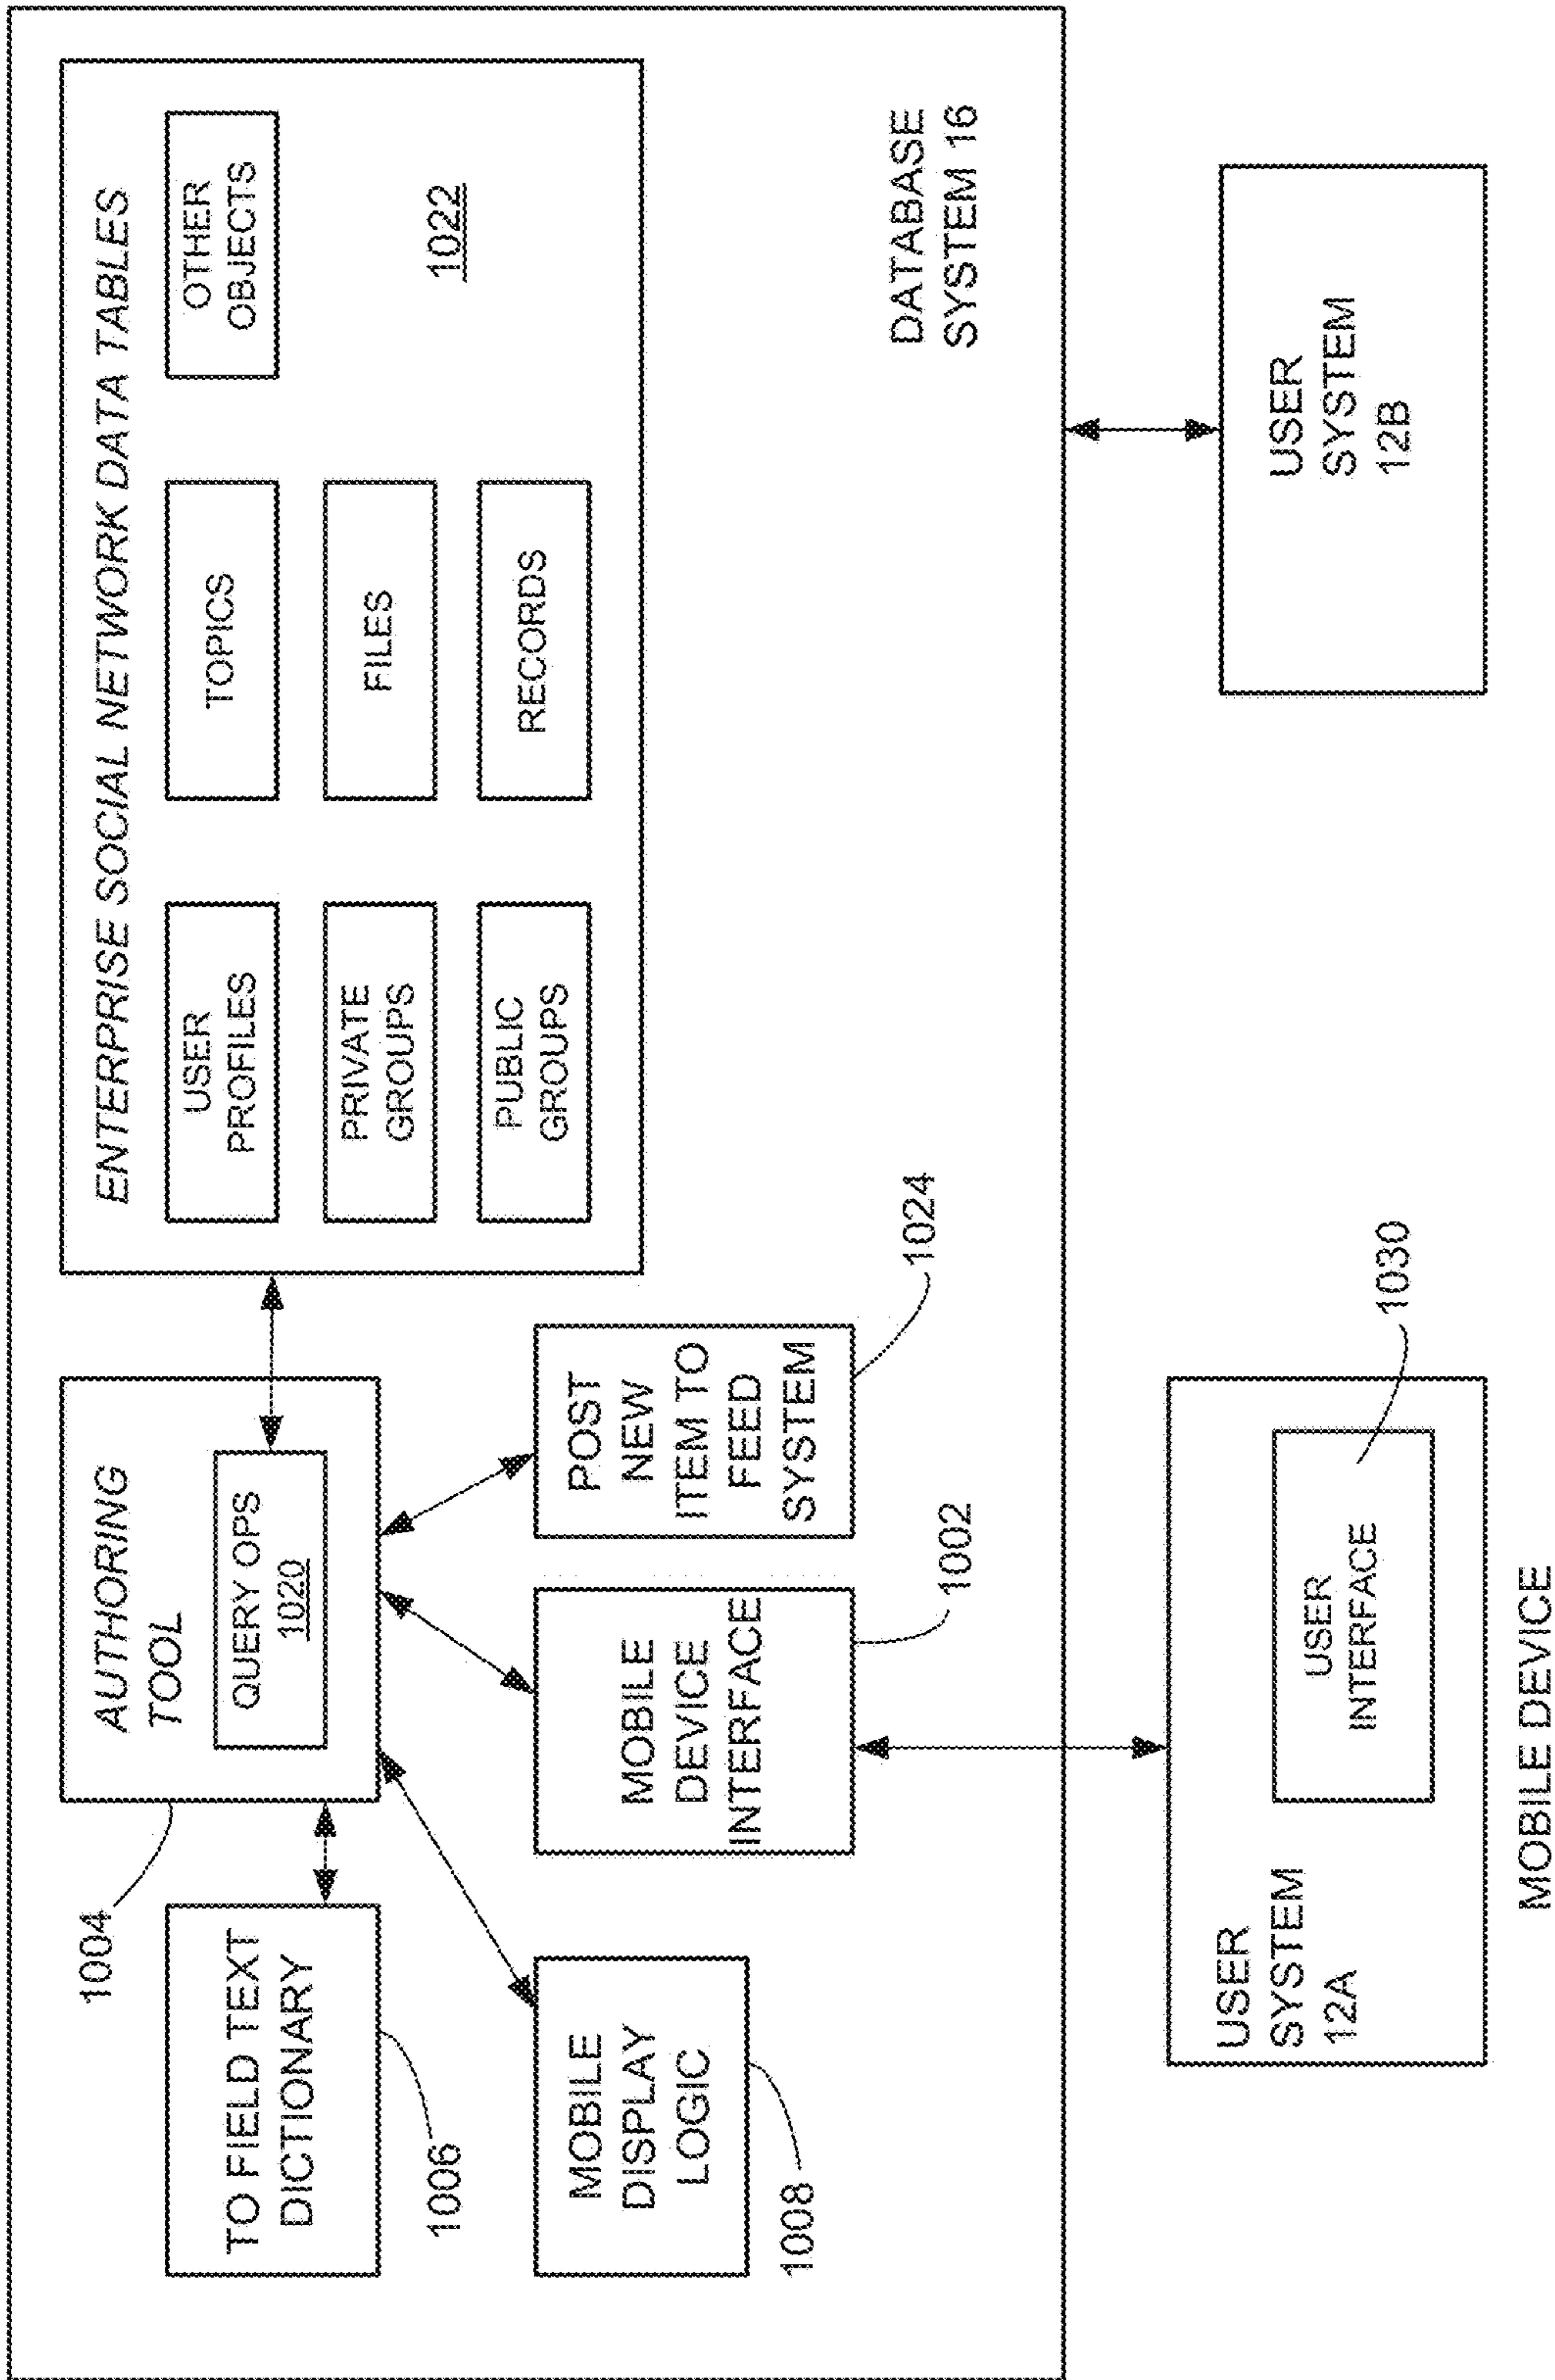 1004
TO FIELD TEXT
DICTIONARY
1006
MOBILE
DISPLAY
LOGIC
1008
AUTHORING
TOOL
QUERY OPS
1020
MOBILE
DEVICE
INTERFACE
1002
POST
NEW
ITEM TO
FEED
SYSTEM
1024
ENTERPRISE SOCIAL NETWORK DATA TABLES
USER
PROFILES
TOPICS
OTHER
OBJECTS
PRIVATE
GROUPS
FILES
PUBLIC
GROUPS
RECORDS
1022
DATABASE
SYSTEM 16
USER
SYSTEM
12A
USER
INTERFACE
1030
MOBILE DEVICE
USER
SYSTEM
12B